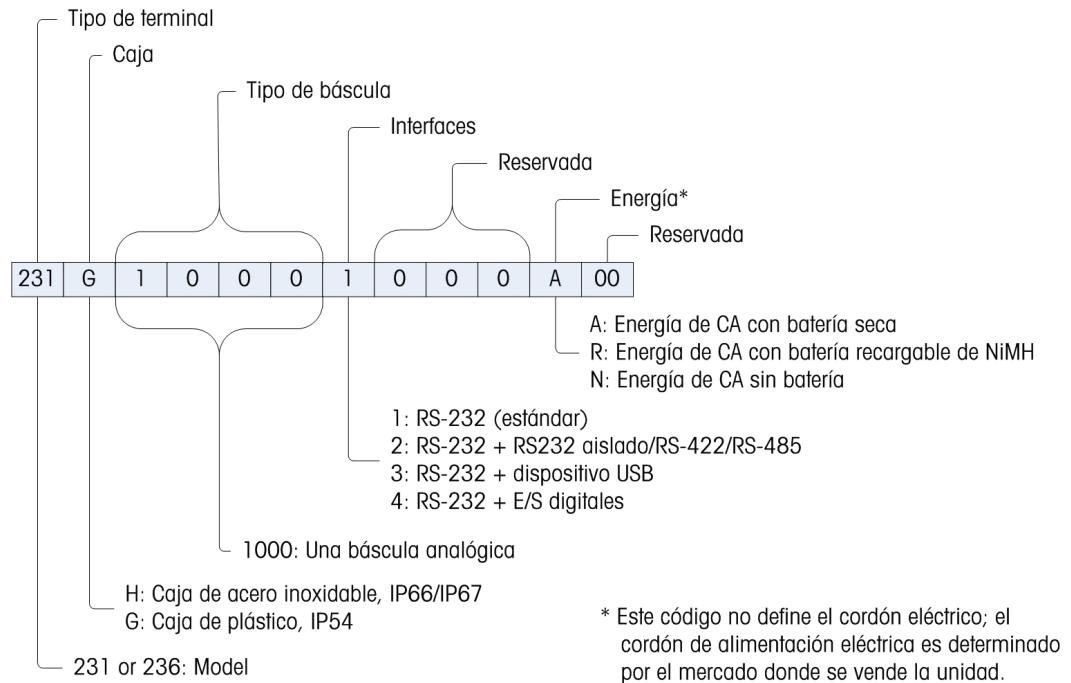 Tipo de terminal
Caja
Tipo de báscula
Interfaces
Reservada
Energía*
Reservada
231 G 1 0 0 0 1 0 0 0 A 00
A: Energía de CA con batería seca
R: Energía de CA con batería recargable de NiMH
N: Energía de CA sin batería
1: RS-232 (estándar)
2: RS-232 + RS232 aislado/RS-422/RS-485
3: RS-232 + dispositivo USB
4: RS-232 + E/S digitales
1000: Una báscula analógica
H: Caja de acero inoxidable, IP66/IP67
G: Caja de plástico, IP54
231 or 236: Model
* Este código no define el cordón eléctrico; el
cordón de alimentación eléctrica es determinado
por el mercado donde se vende la unidad.